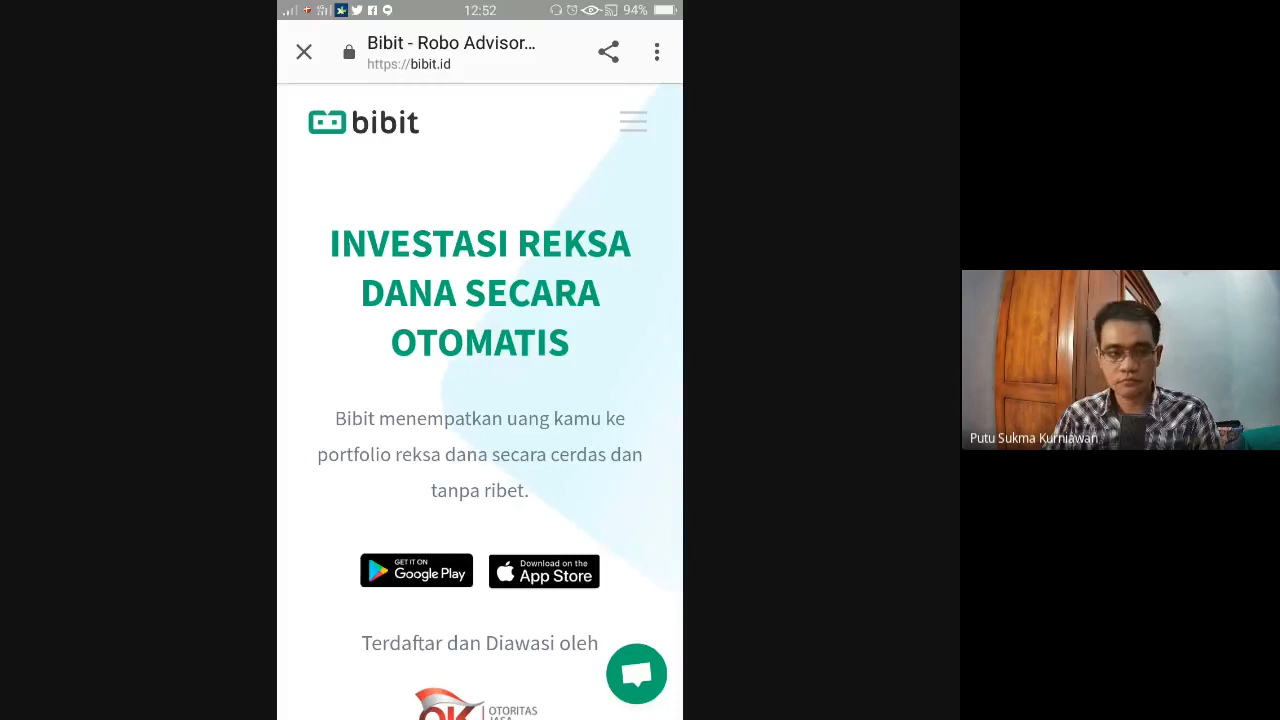 12:52
94%
Bibit - Robo Advisor...
https://bibit.id
bibit
INVESTASI REKSA
DANA SECARA
OTOMATIS
Bibit menempatkan uang kamu ke
portfolio reksa dana secara cerdas dan
tanpa ribet.
GET IT ON
Google Play
Download on the
App Store
Terdaftar dan Diawasi oleh
OTORITAS
JASA
Putu Sukma Kurniawan